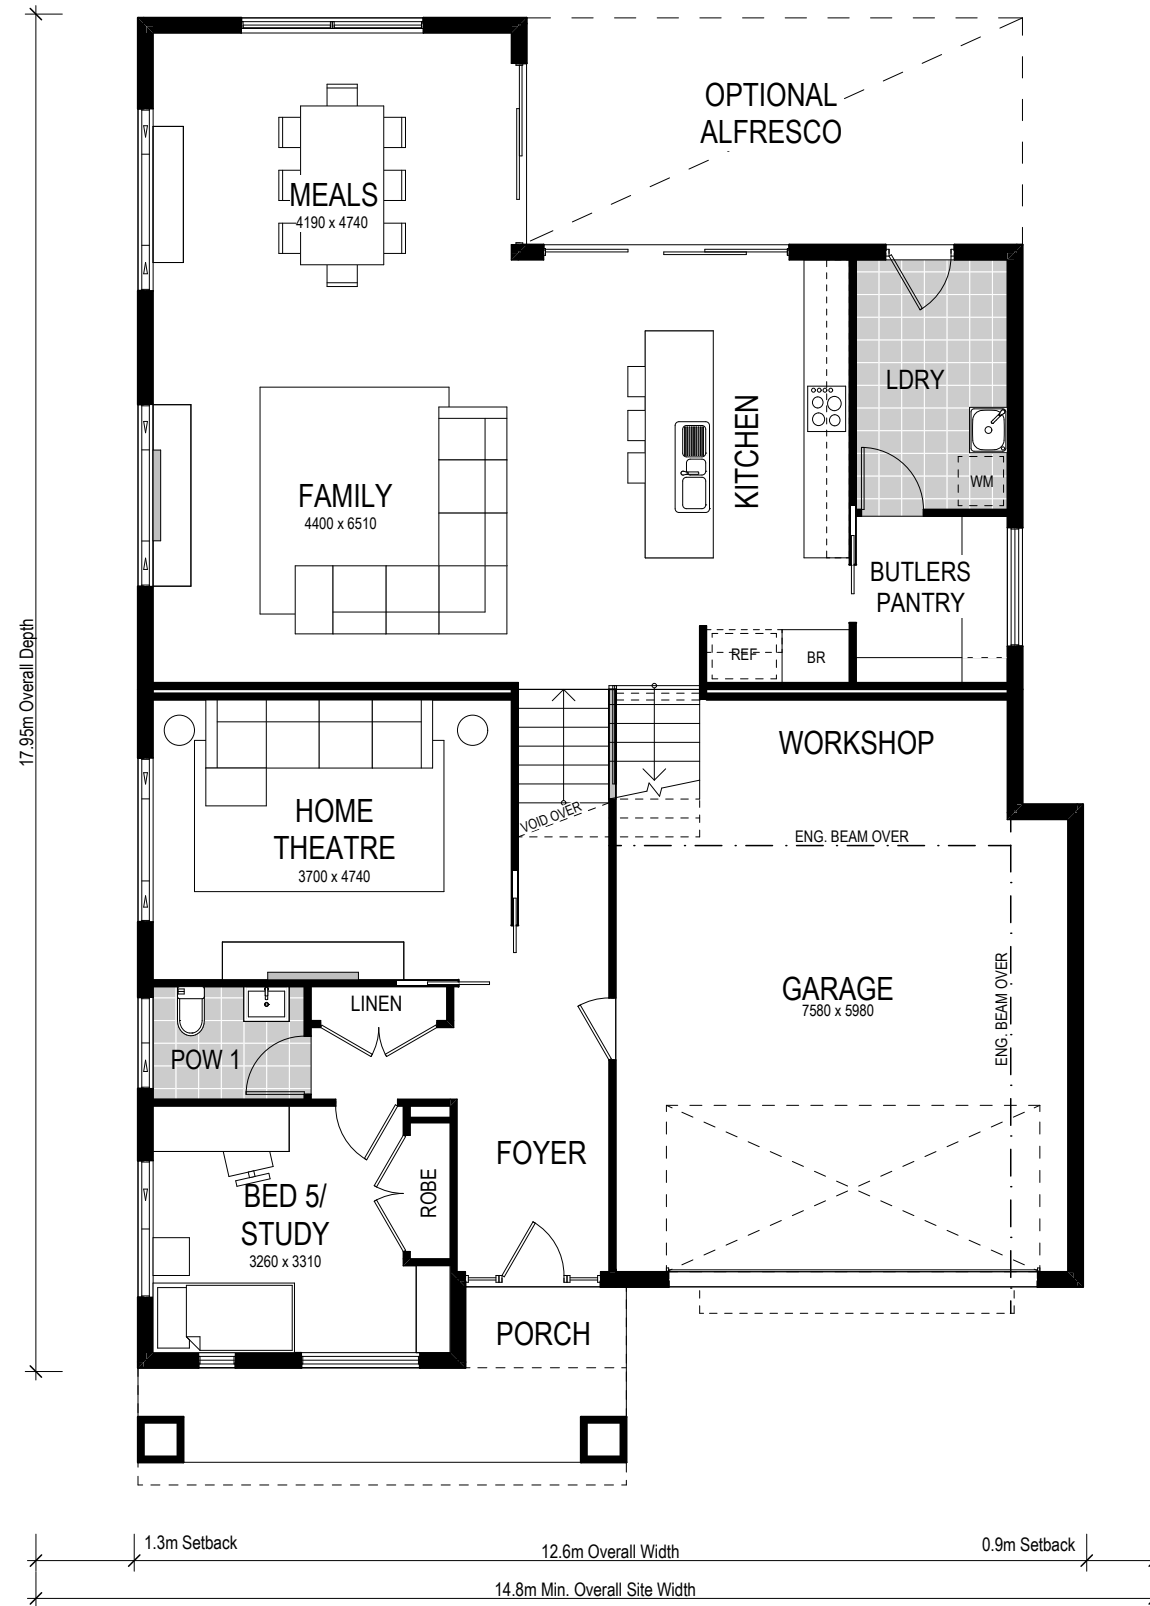 OPTIONAL
ALFRESCO
MEALS
4190 x 4740
LDRY
KITCHEN
WM
FAMILY
4400 x 6510
BUTLERS
PANTRY
REF
BR
17.95m Overall Depth
WORKSHOP
HOME
THEATRE
3700 x 4740
VOID OVER
ENG. BEAM OVER
ENG. BEAM OVER
GARAGE
7580 x 5980
LINEN
POW 1
FOYER
ROBE
BED 5/
STUDY
3260 x 3310
PORCH
1.3m Setback
12.6m Overall Width
0.9m Setback
14.8m Min. Overall Site Width